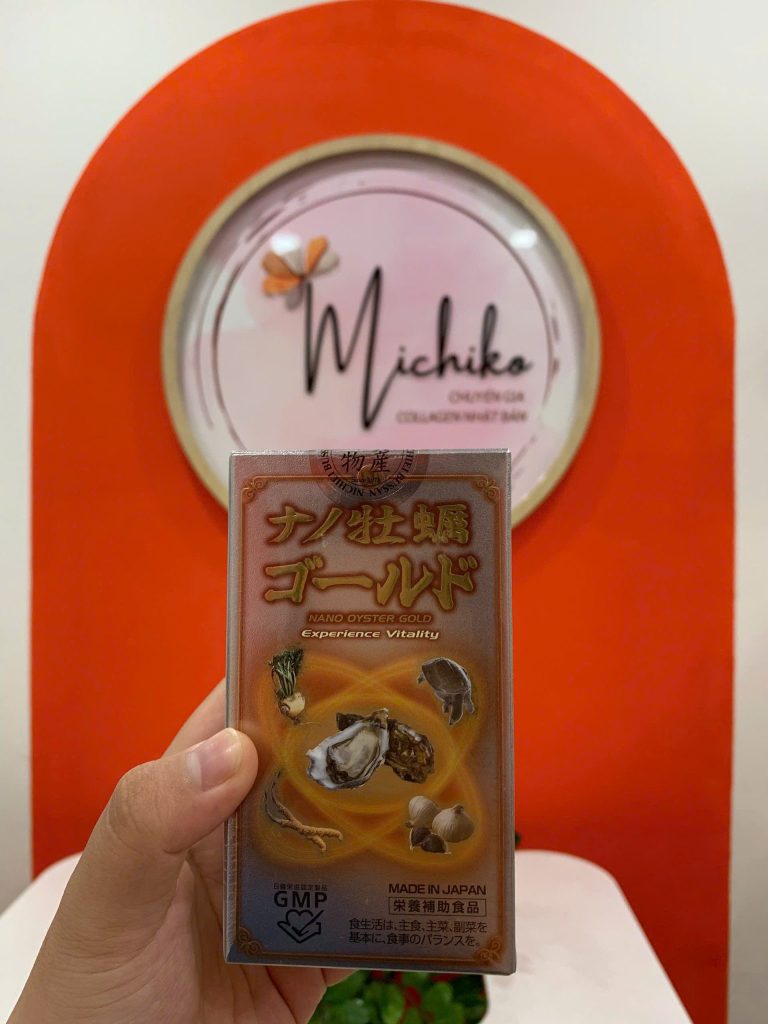 Michiko
CHUYÊN GIA
COLLAGEN NHẬT BẢN
物産
NICHIEI BUSSAN
ナノ牡蠣
ゴールド
NANO OYSTER GOLD
Experience Vitality
GMP
MADE IN JAPAN
栄養補助食品
食生活は、主食、主菜、副菜を
基本に、食事のバランスを。